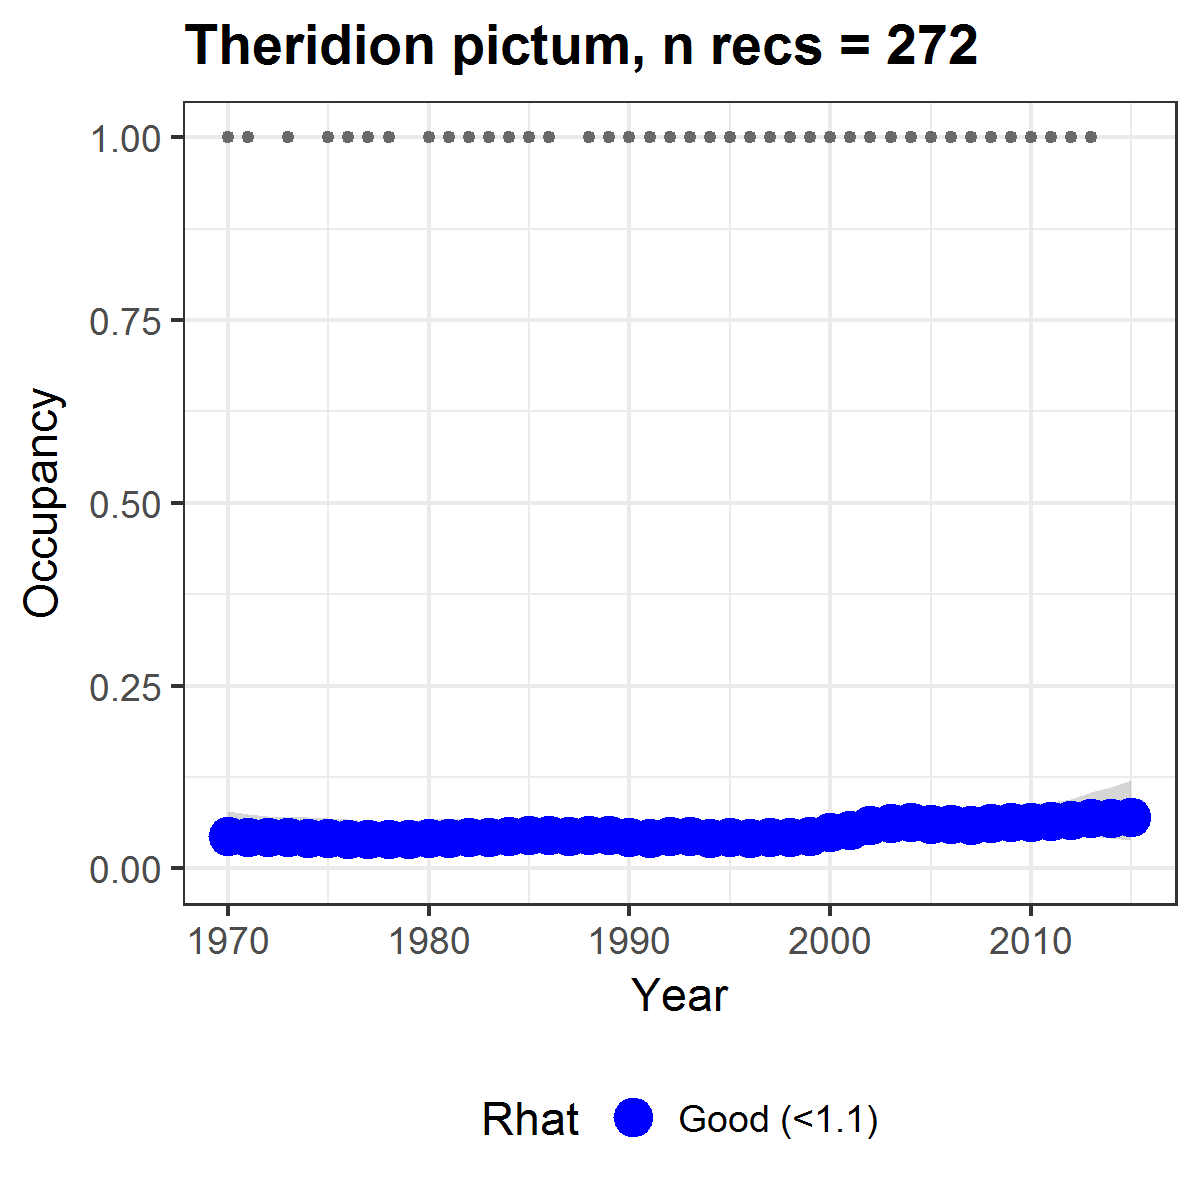 Theridion pictum, n recs = 272
1.00
0.75
0.50
0.25
0.00
Occupancy
1970 1980 1990 2000 2010
Year
Rhat Good (<1.1)